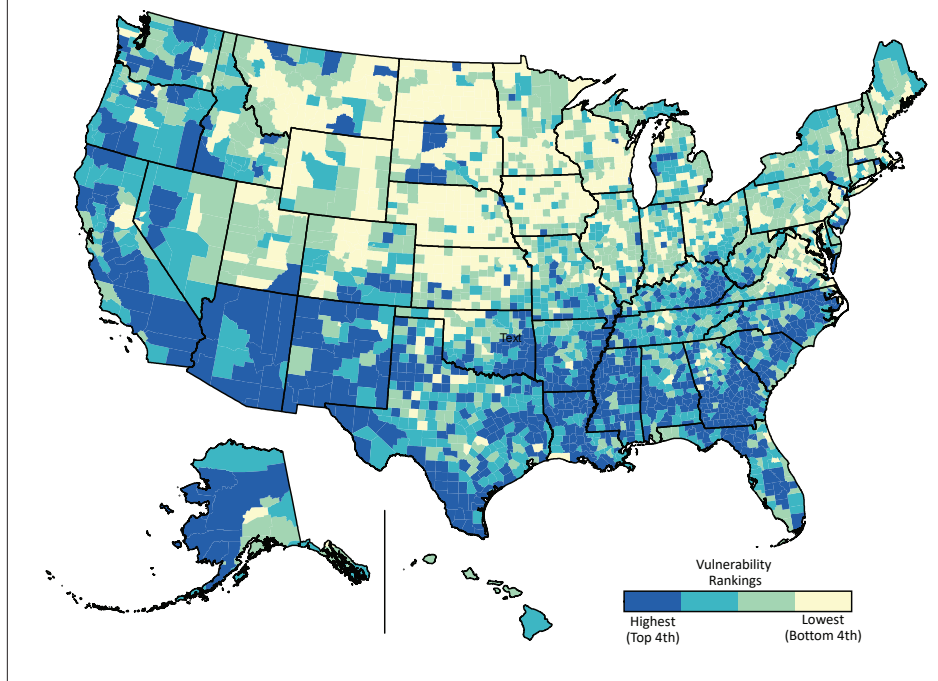 Text
Vulnerability
Rankings
Highest
(Top 4th)
Lowest
(Bottom 4th)